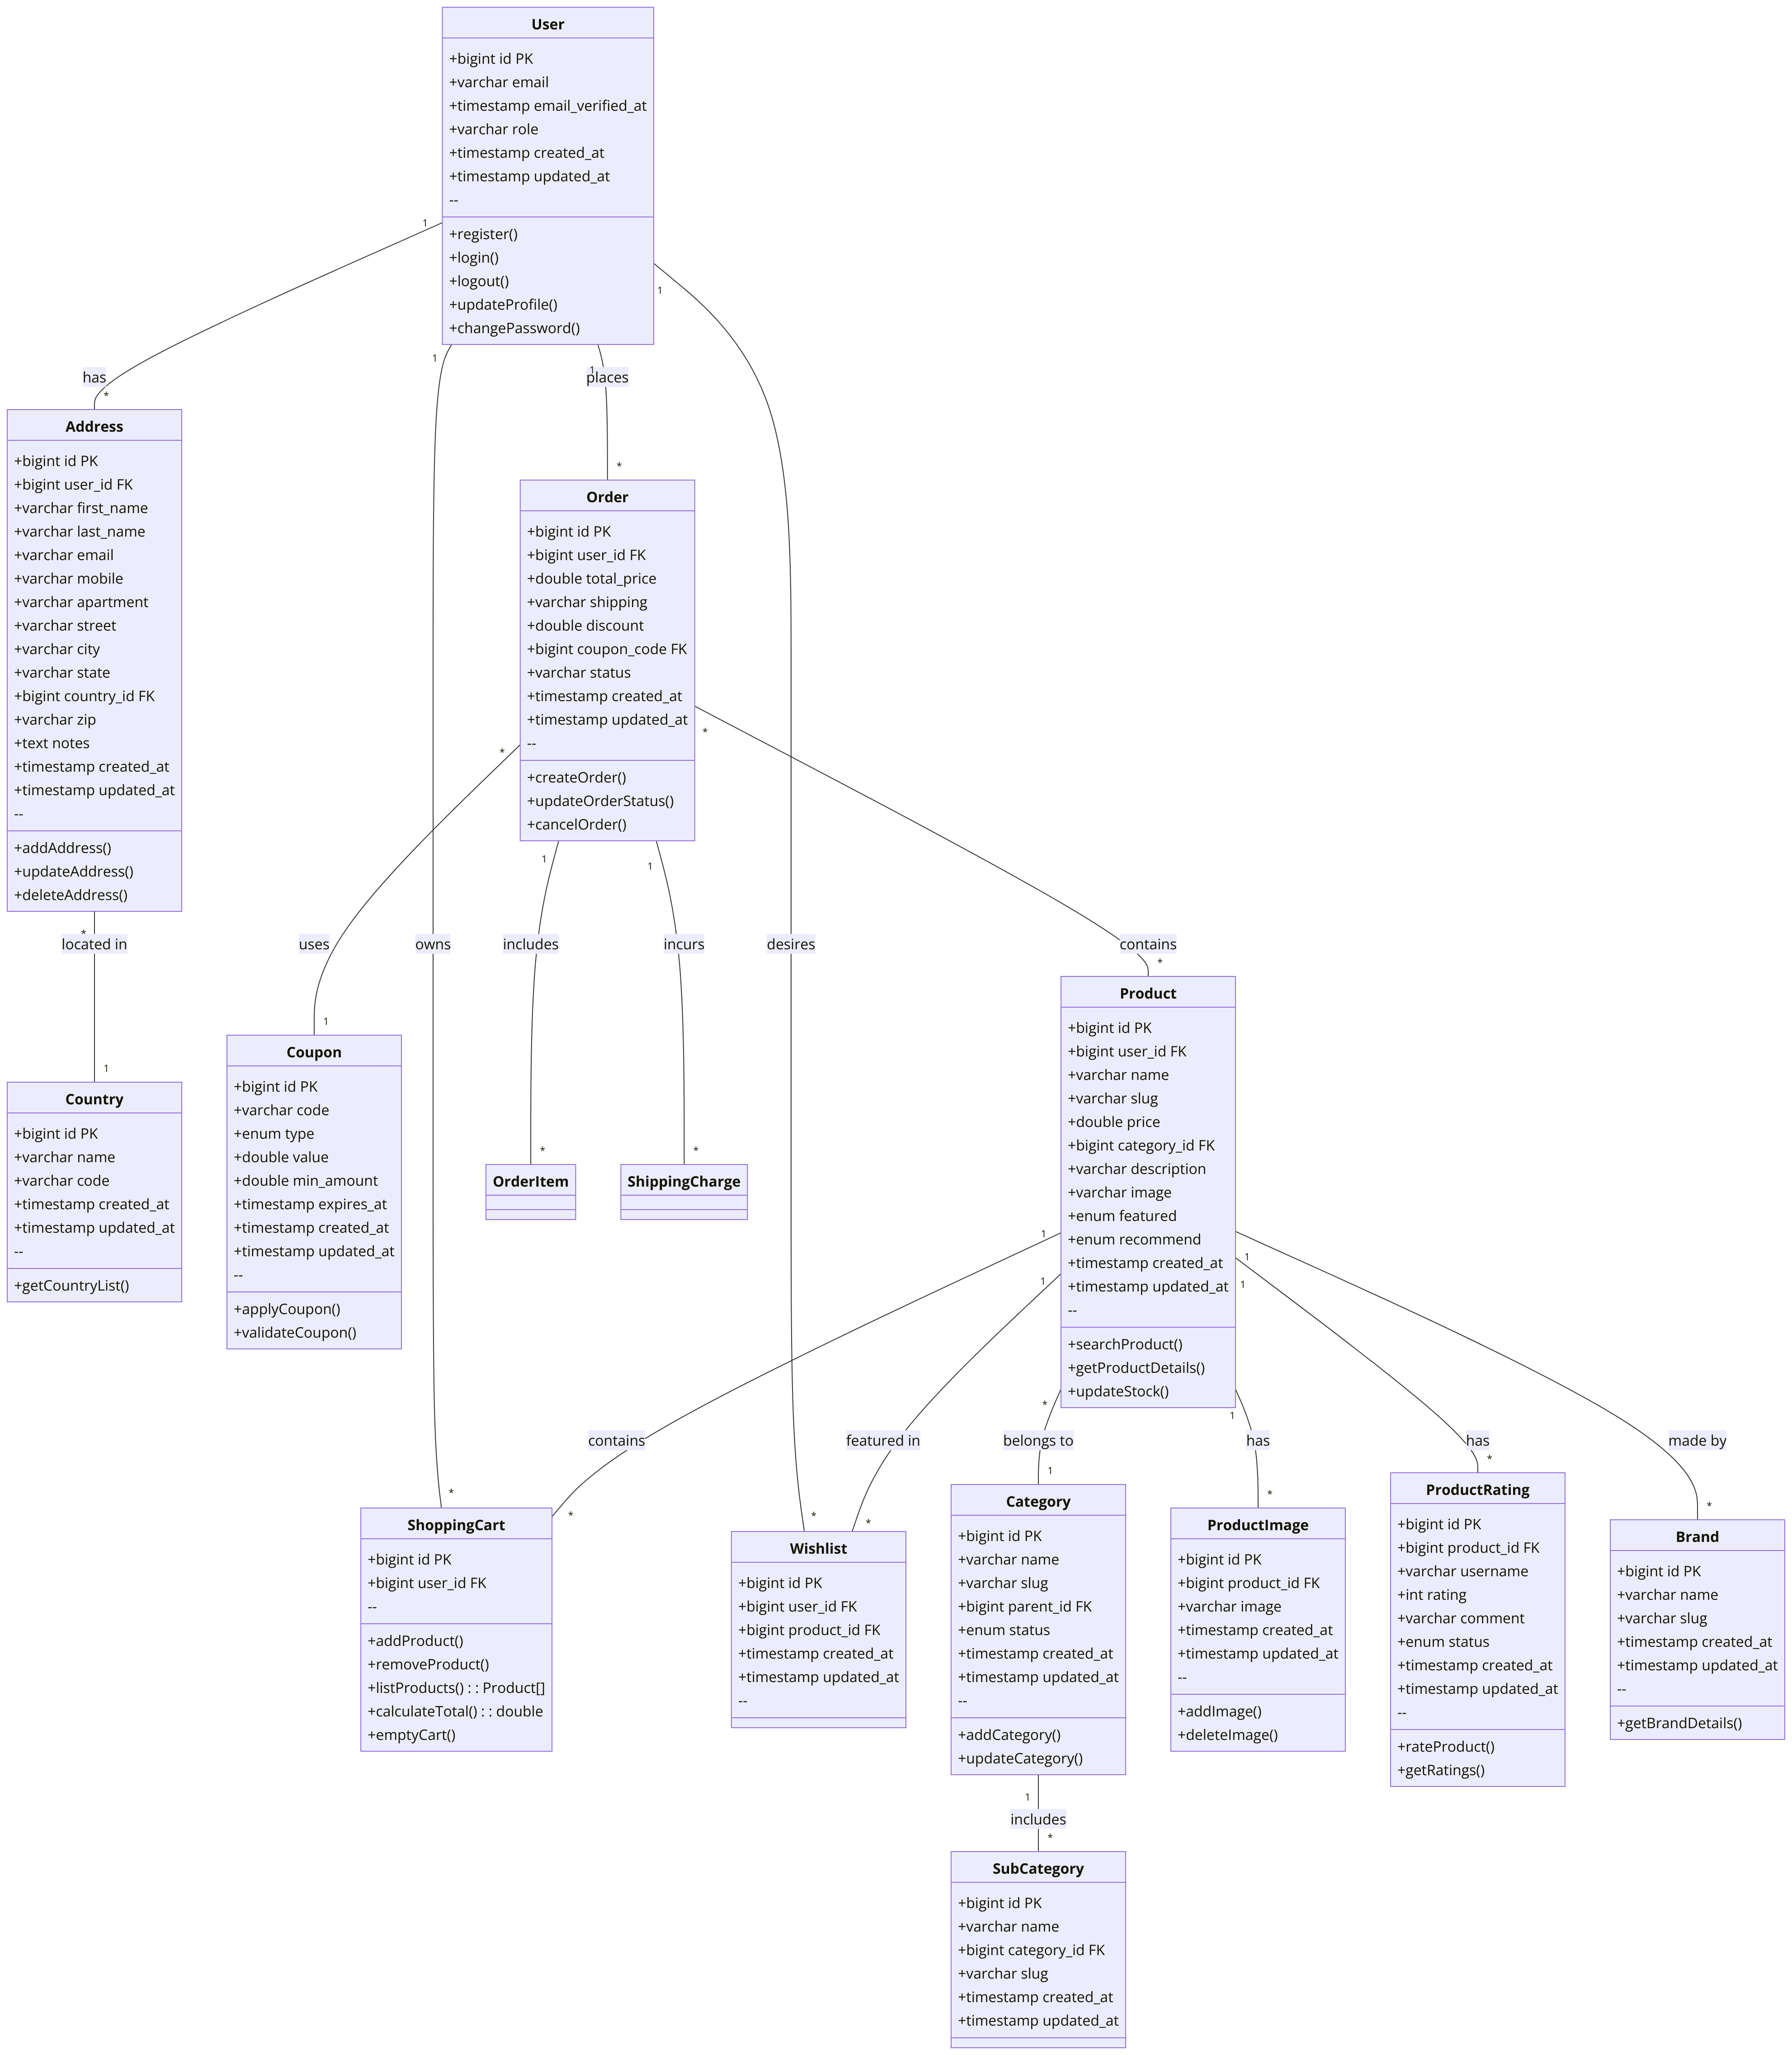 User
+bigint id PK
+varchar email
+timestamp email_verified_at
+varchar role
+timestamp created_at
+timestamp updated_at
--
+register()
+login()
+logout()
+updateProfile()
+changePassword()
1
1
1
1
has
*
places
Address
+bigint id PK
+bigint user_id FK
+varchar first_name
+varchar last_name
+varchar email
+varchar mobile
+varchar apartment
+varchar street
+varchar city
+varchar state
+bigint country_id FK
+varchar zip
+text notes
+timestamp created_at
+timestamp updated_at
--
+addAddress()
+updateAddress()
+deleteAddress()
*
Order
+bigint id PK
+bigint user_id FK
+double total_price
+varchar shipping
+double discount
+bigint coupon_code FK
+varchar status
+timestamp created_at
+timestamp updated_at
--
+createOrder()
+updateOrderStatus()
+cancelOrder()
*
*
1
1
*
located in
uses
owns
includes
incurs
desires
contains
*
1
1
*
*
Country
+bigint id PK
+varchar name
+varchar code
+timestamp created_at
+timestamp updated_at
--
+getCountryList()
Coupon
+bigint id PK
+varchar code
+enum type
+double value
+double min_amount
+timestamp expires_at
+timestamp created_at
+timestamp updated_at
--
+applyCoupon()
+validateCoupon()
OrderItem
ShippingCharge
Product
+bigint id PK
+bigint user_id FK
+varchar name
+varchar slug
+double price
+bigint category_id FK
+varchar description
+varchar image
+enum featured
+enum recommend
+timestamp created_at
+timestamp updated_at
--
+searchProduct()
+getProductDetails()
+updateStock()
1
1
1
1
*
1
contains
featured in
belongs to
has
has
made by
*
*
*
*
1
*
*
*
ShoppingCart
+bigint id PK
+bigint user_id FK
--
+addProduct()
+removeProduct()
+listProducts() : : Product[]
+calculateTotal() : : double
+emptyCart()
Wishlist
+bigint id PK
+bigint user_id FK
+bigint product_id FK
+timestamp created_at
+timestamp updated_at
--
Category
+bigint id PK
+varchar name
+varchar slug
+bigint parent_id FK
+enum status
+timestamp created_at
+timestamp updated_at
--
+addCategory()
+updateCategory()
ProductImage
+bigint id PK
+bigint product_id FK
+varchar image
+timestamp created_at
+timestamp updated_at
--
+addImage()
+deleteImage()
ProductRating
+bigint id PK
+bigint product_id FK
+varchar username
+int rating
+varchar comment
+enum status
+timestamp created_at
+timestamp updated_at
--
+rateProduct()
+getRatings()
Brand
+bigint id PK
+varchar name
+varchar slug
+timestamp created_at
+timestamp updated_at
--
+getBrandDetails()
1
includes
*
SubCategory
+bigint id PK
+varchar name
+bigint category_id FK
+varchar slug
+timestamp created_at
+timestamp updated_at